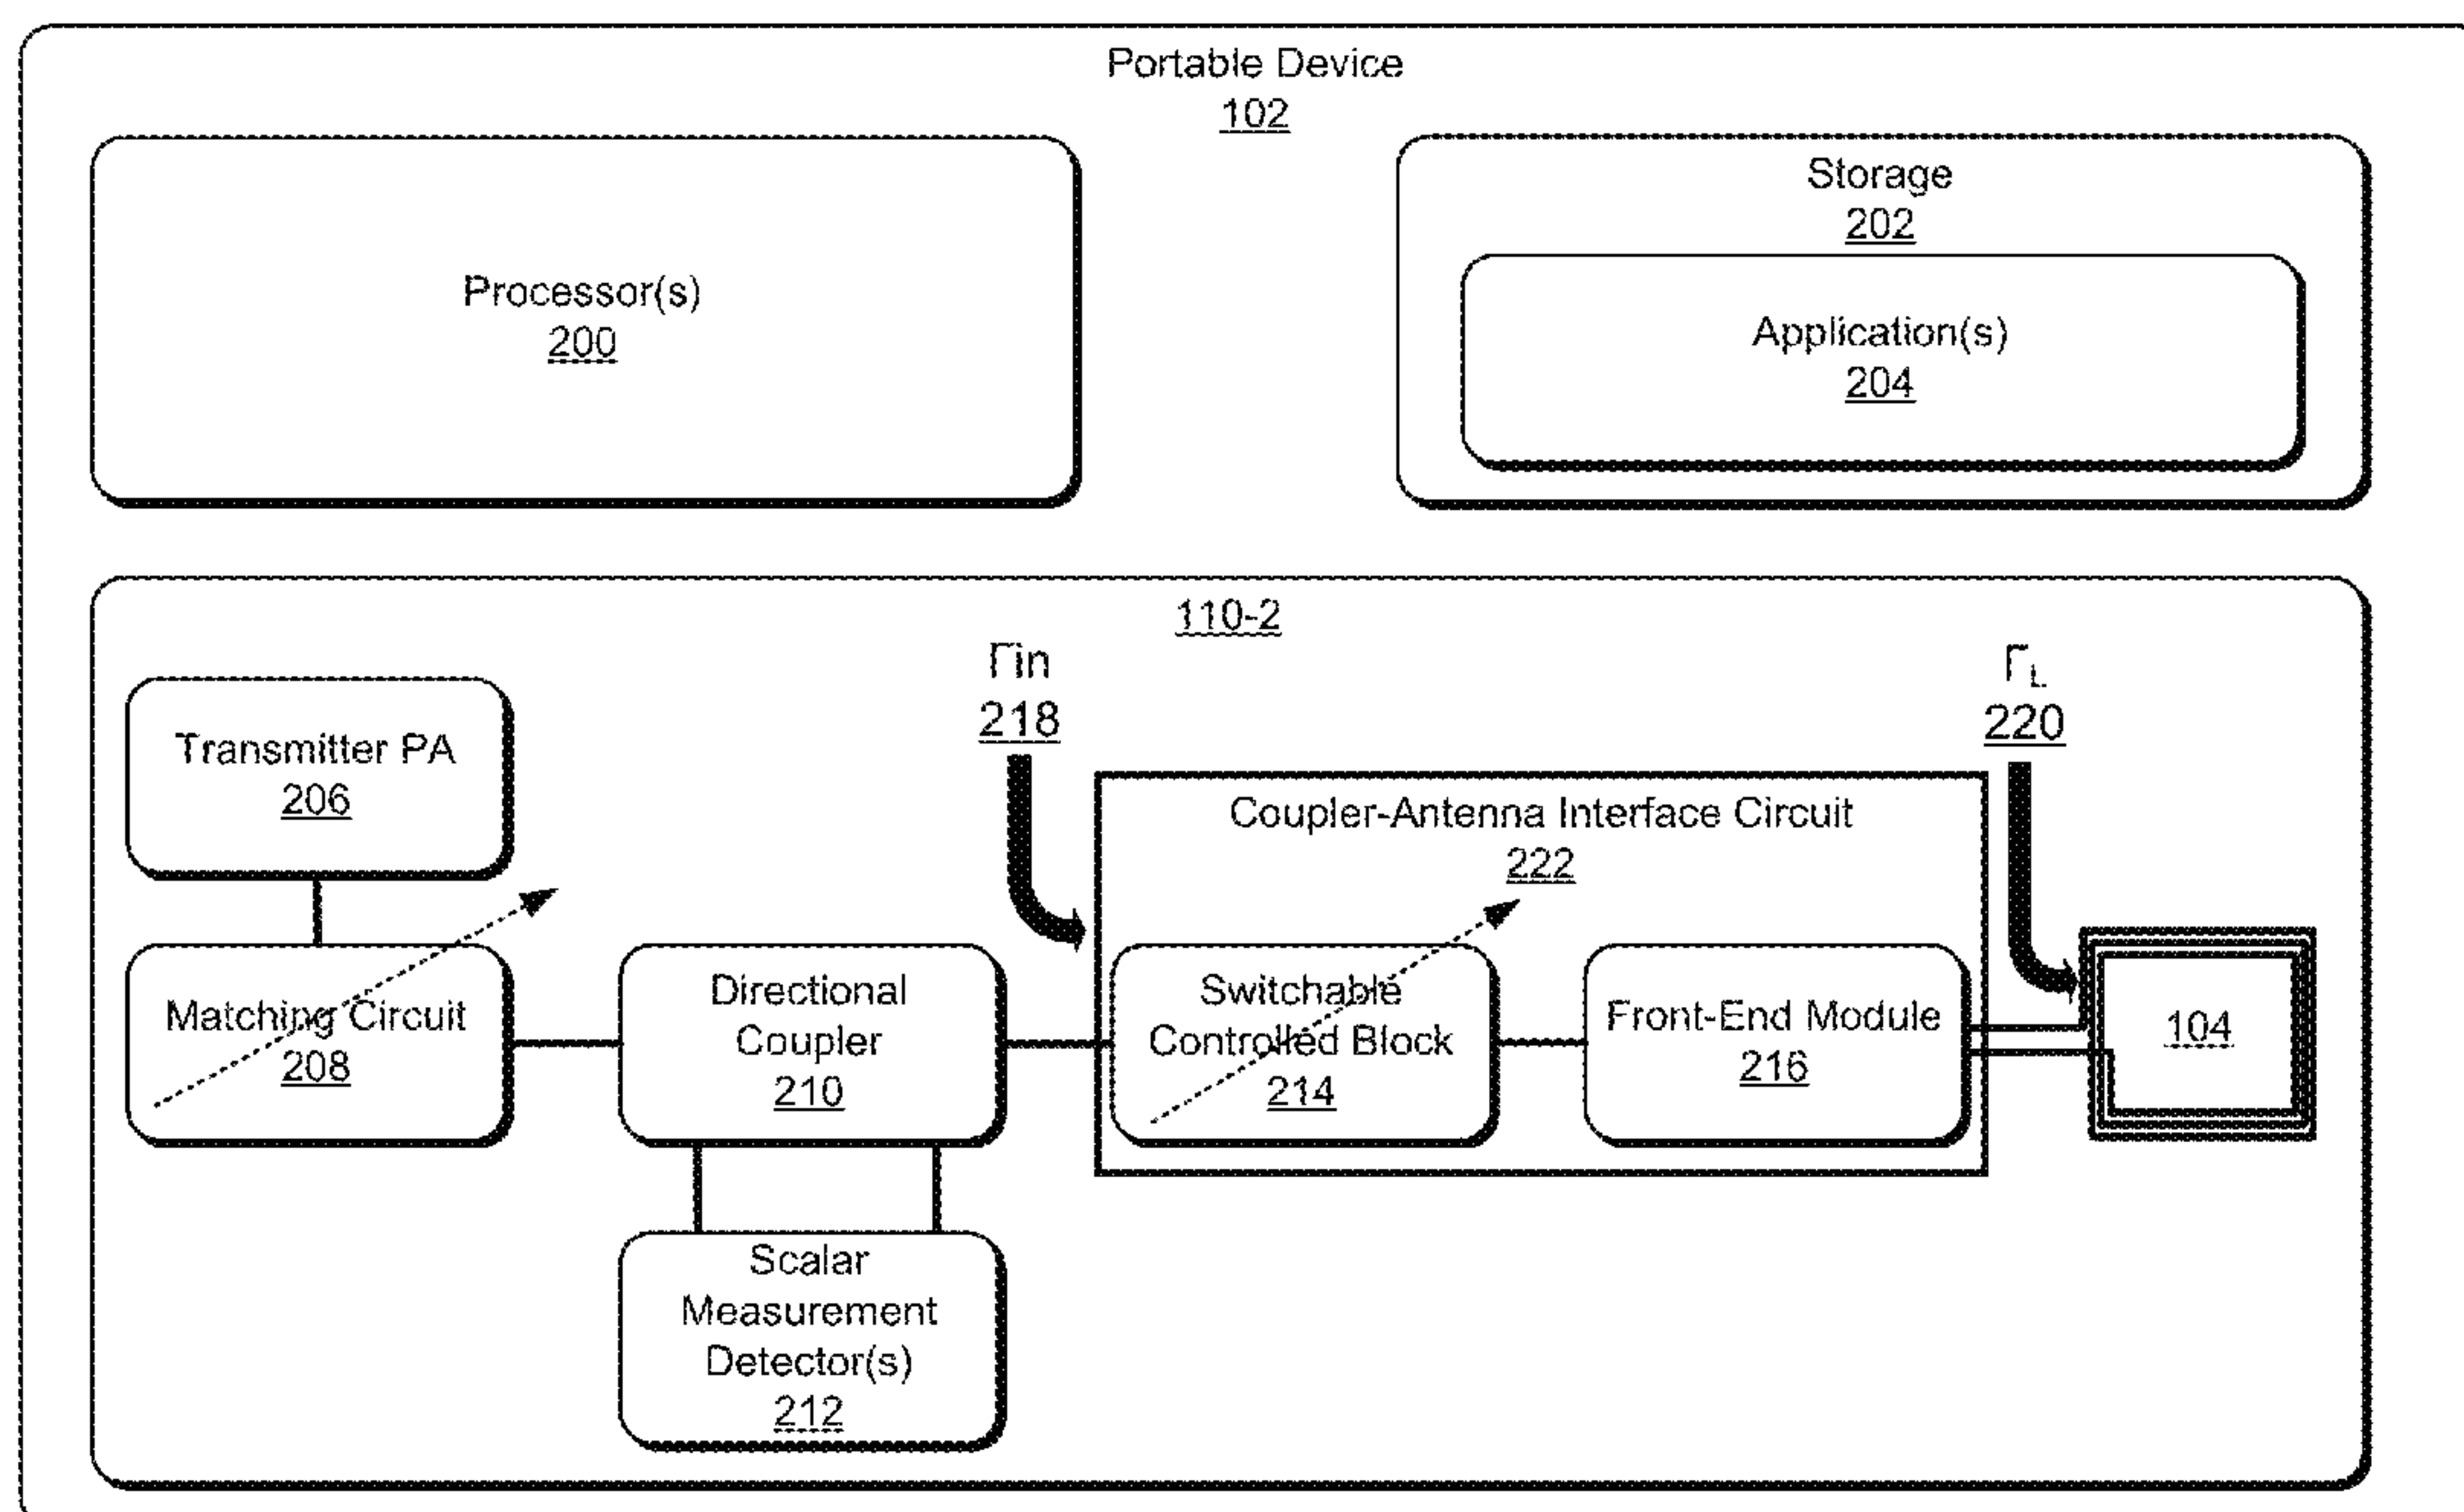 Portable Device
102
Processor(s)
200
Storage
202
Application(s)
204
110-2
Γin
218
ΓL
220
Transmitter PA
206
Coupler-Antenna Interface Circuit
222
Matching Circuit
208
Directional
Coupler
210
Switchable
Controlled Block
214
Front-End Module
216
104
Scalar
Measurement
Detector(s)
212